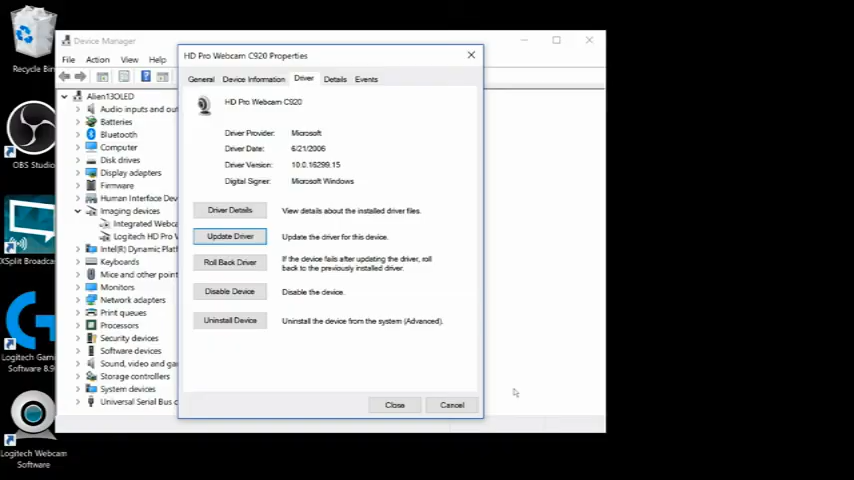 Recycle Bin
OBS Studio
XSplit Broadcas
Logitech Gami
Software 8.9
Logitech Webcam
Software
Device Manager
File Action View Help
Alien13OLED
Audio inputs and out
Batteries
Bluetooth
Computer
Disk drives
Display adapters
Firmware
Human Interface Dev
Imaging devices
Integrated Webca
Logitech HD Pro V
Intel(R) Dynamic Platf
Keyboards
Mice and other point
Monitors
Network adapters
Print queues
Processors
Security devices
Software devices
Sound, video and ga
Storage controllers
System devices
Universal Serial Bus c
HD Pro Webcam C920 Properties
General Device Information Driver Details Events
HD Pro Webcam C920
Driver Provider: Microsoft
Driver Date: 6/21/2006
Driver Version: 10.0.16299.15
Digital Signer: Microsoft Windows
Driver Details View details about the installed driver files.
Update Driver Update the driver for this device.
Roll Back Driver If the device fails after updating the driver, roll
back to the previously installed driver.
Disable Device Disable the device.
Uninstall Device Uninstall the device from the system (Advanced).
Close Cancel